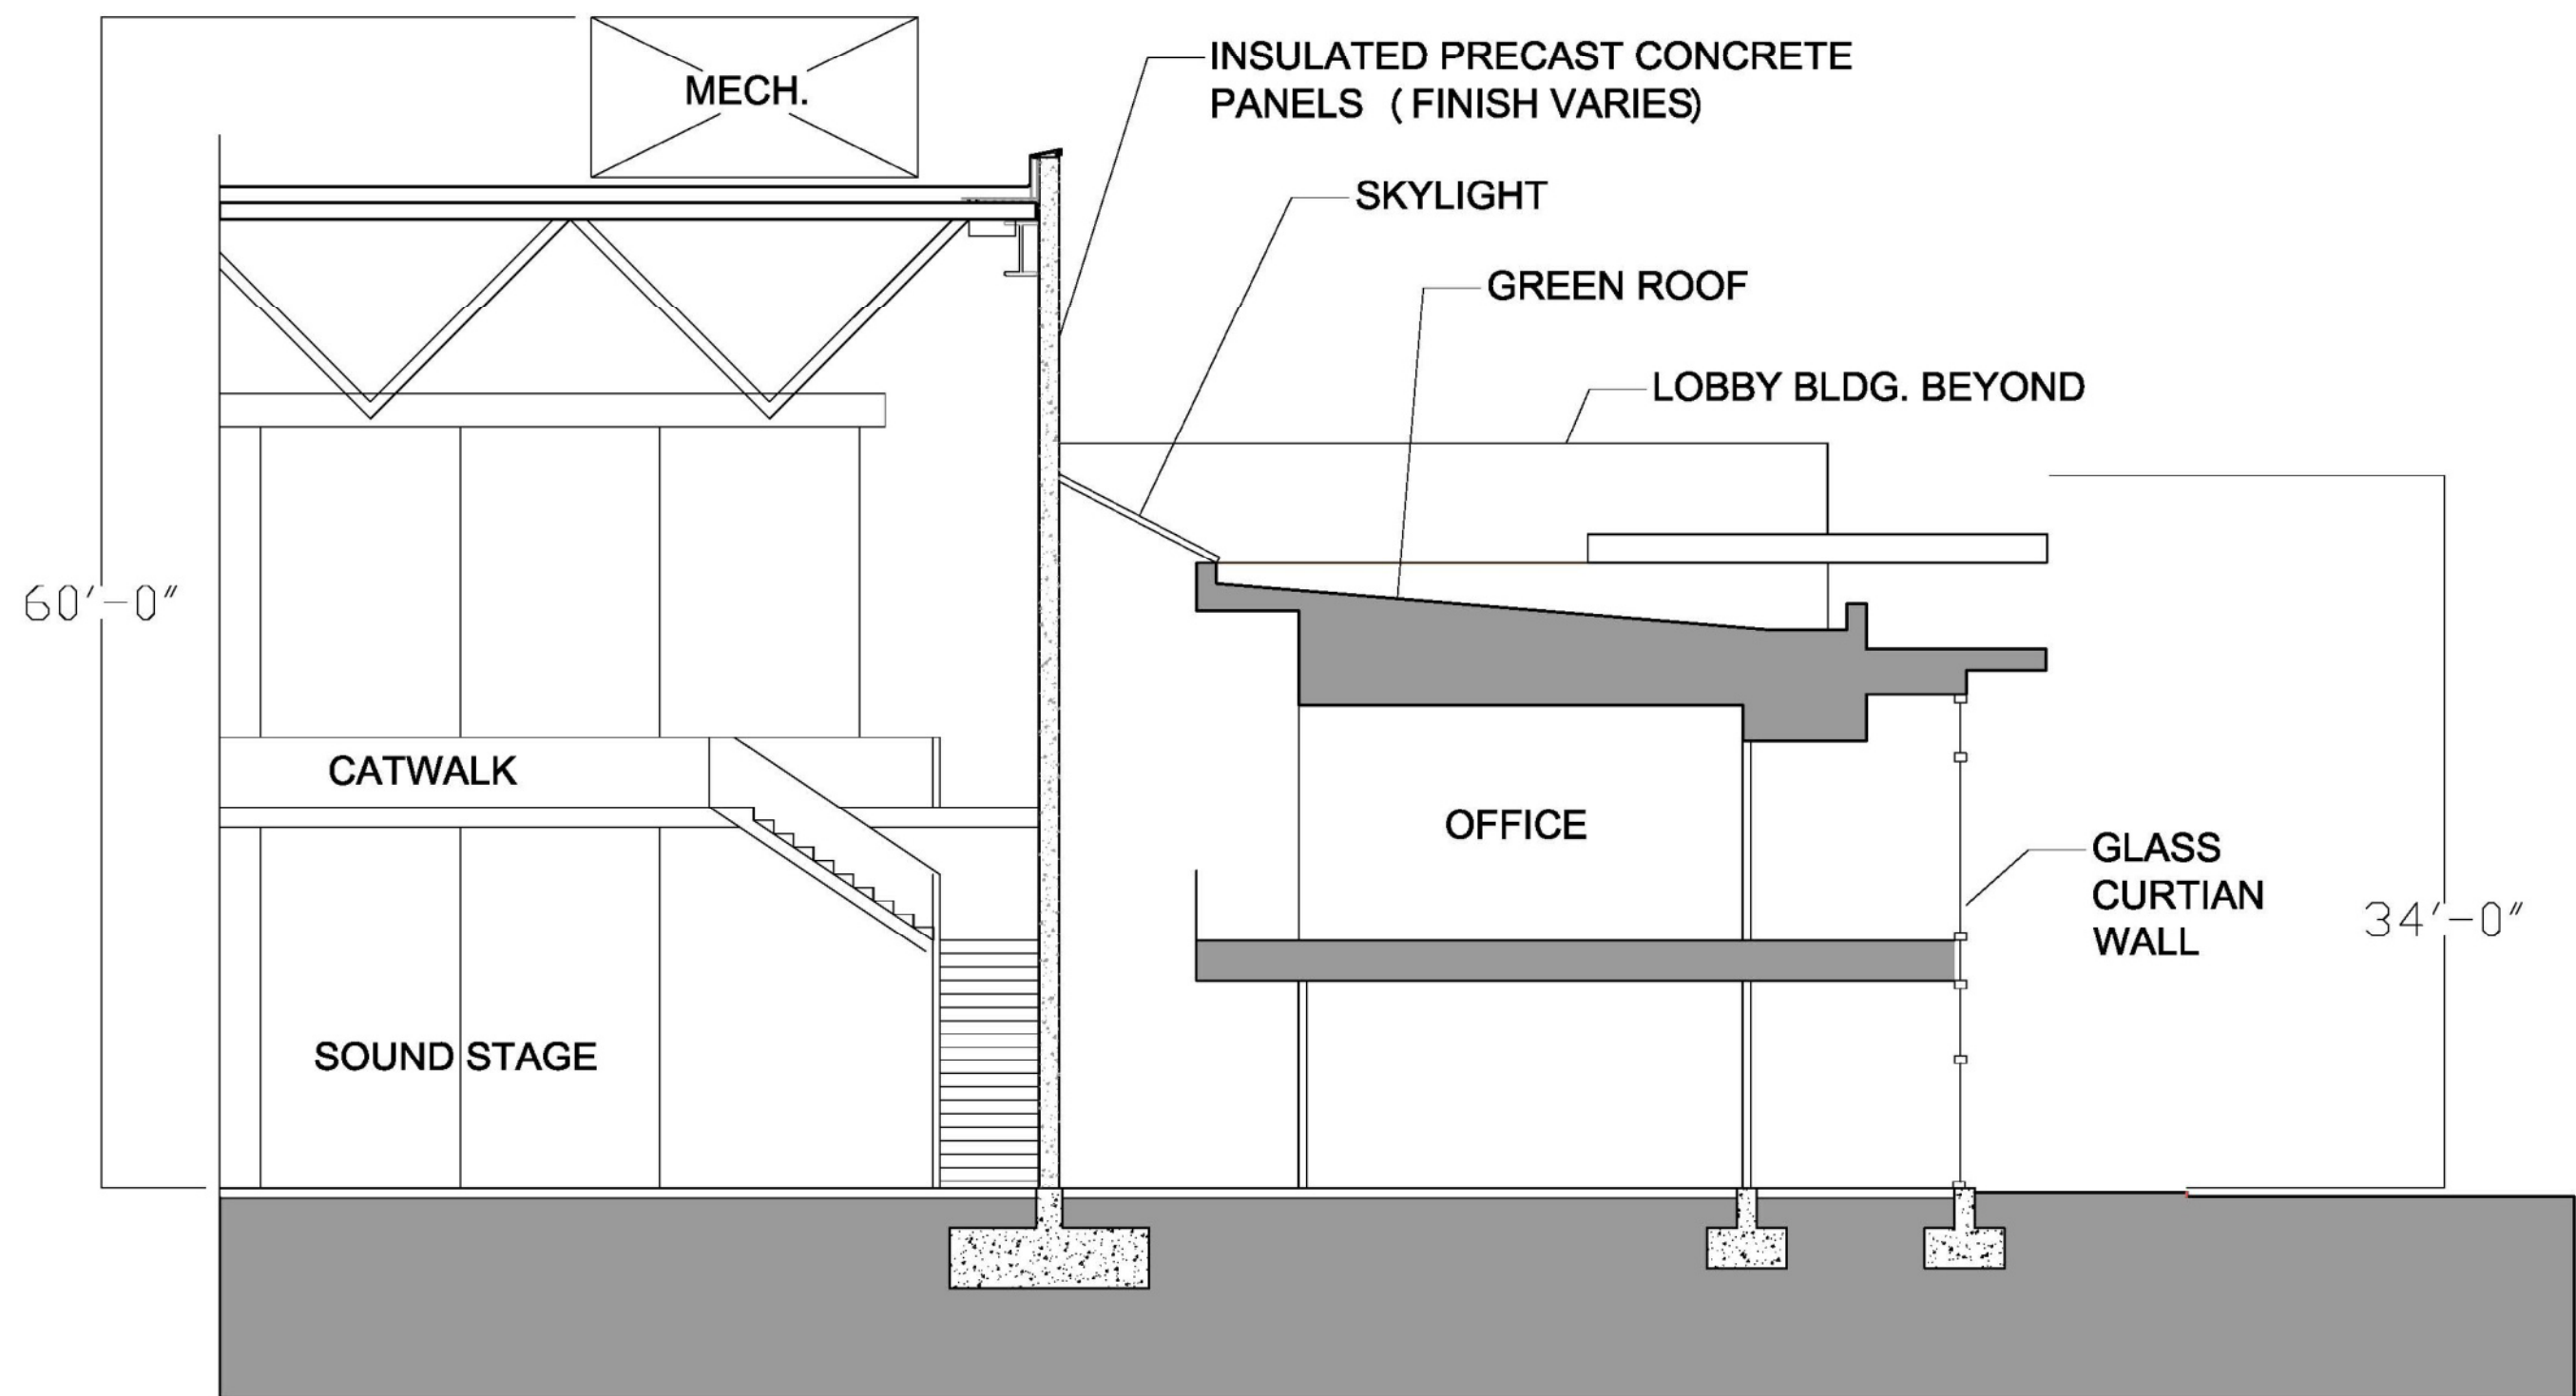 MECH.
INSULATED PRECAST CONCRETE
PANELS ( FINISH VARIES)
SKYLIGHT
GREEN ROOF
LOBBY BLDG. BEYOND
60'-0"
CATWALK
OFFICE
GLASS
CURTIAN
WALL
34'-0"
SOUND STAGE